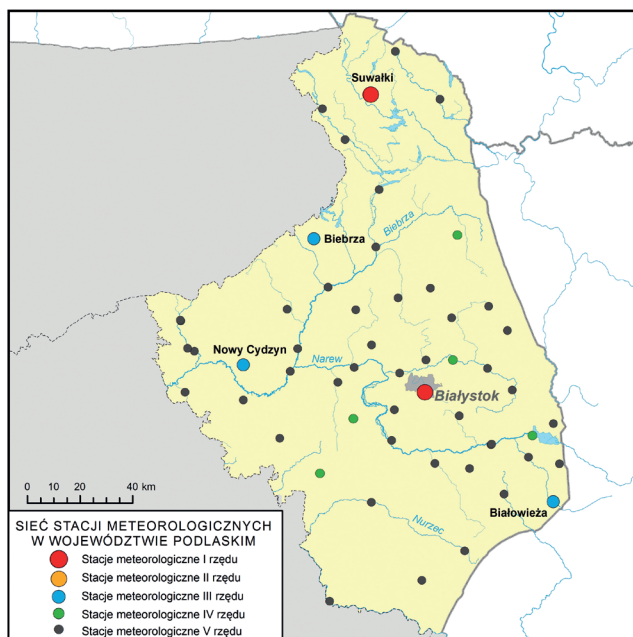 Suwałki
Biebrza
Biebrza
Nowy Cydzyn
Narew
Białystok
Białowieża
Nurzec
0 20 40 km
SIEĆ STACJI METEOROLOGICZNYCH
W WOJEWÓDZTWIE PODLASKIM
Stacje meteorologiczne I rzędu
Stacje meteorologiczne II rzędu
Stacje meteorologiczne III rzędu
Stacje meteorologiczne IV rzędu
Stacje meteorologiczne V rzędu